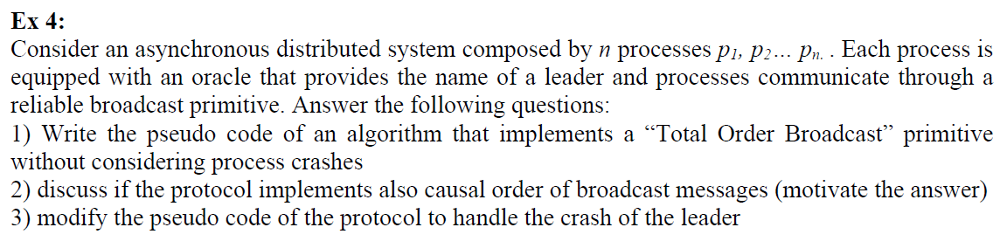 Ex 4:
Consider an asynchronous distributed system composed by n processes p1, p2… pn. . Each process is
equipped with an oracle that provides the name of a leader and processes communicate through a
reliable broadcast primitive. Answer the following questions:
1) Write the pseudo code of an algorithm that implements a “Total Order Broadcast” primitive
without considering process crashes
2) discuss if the protocol implements also causal order of broadcast messages (motivate the answer)
3) modify the pseudo code of the protocol to handle the crash of the leader